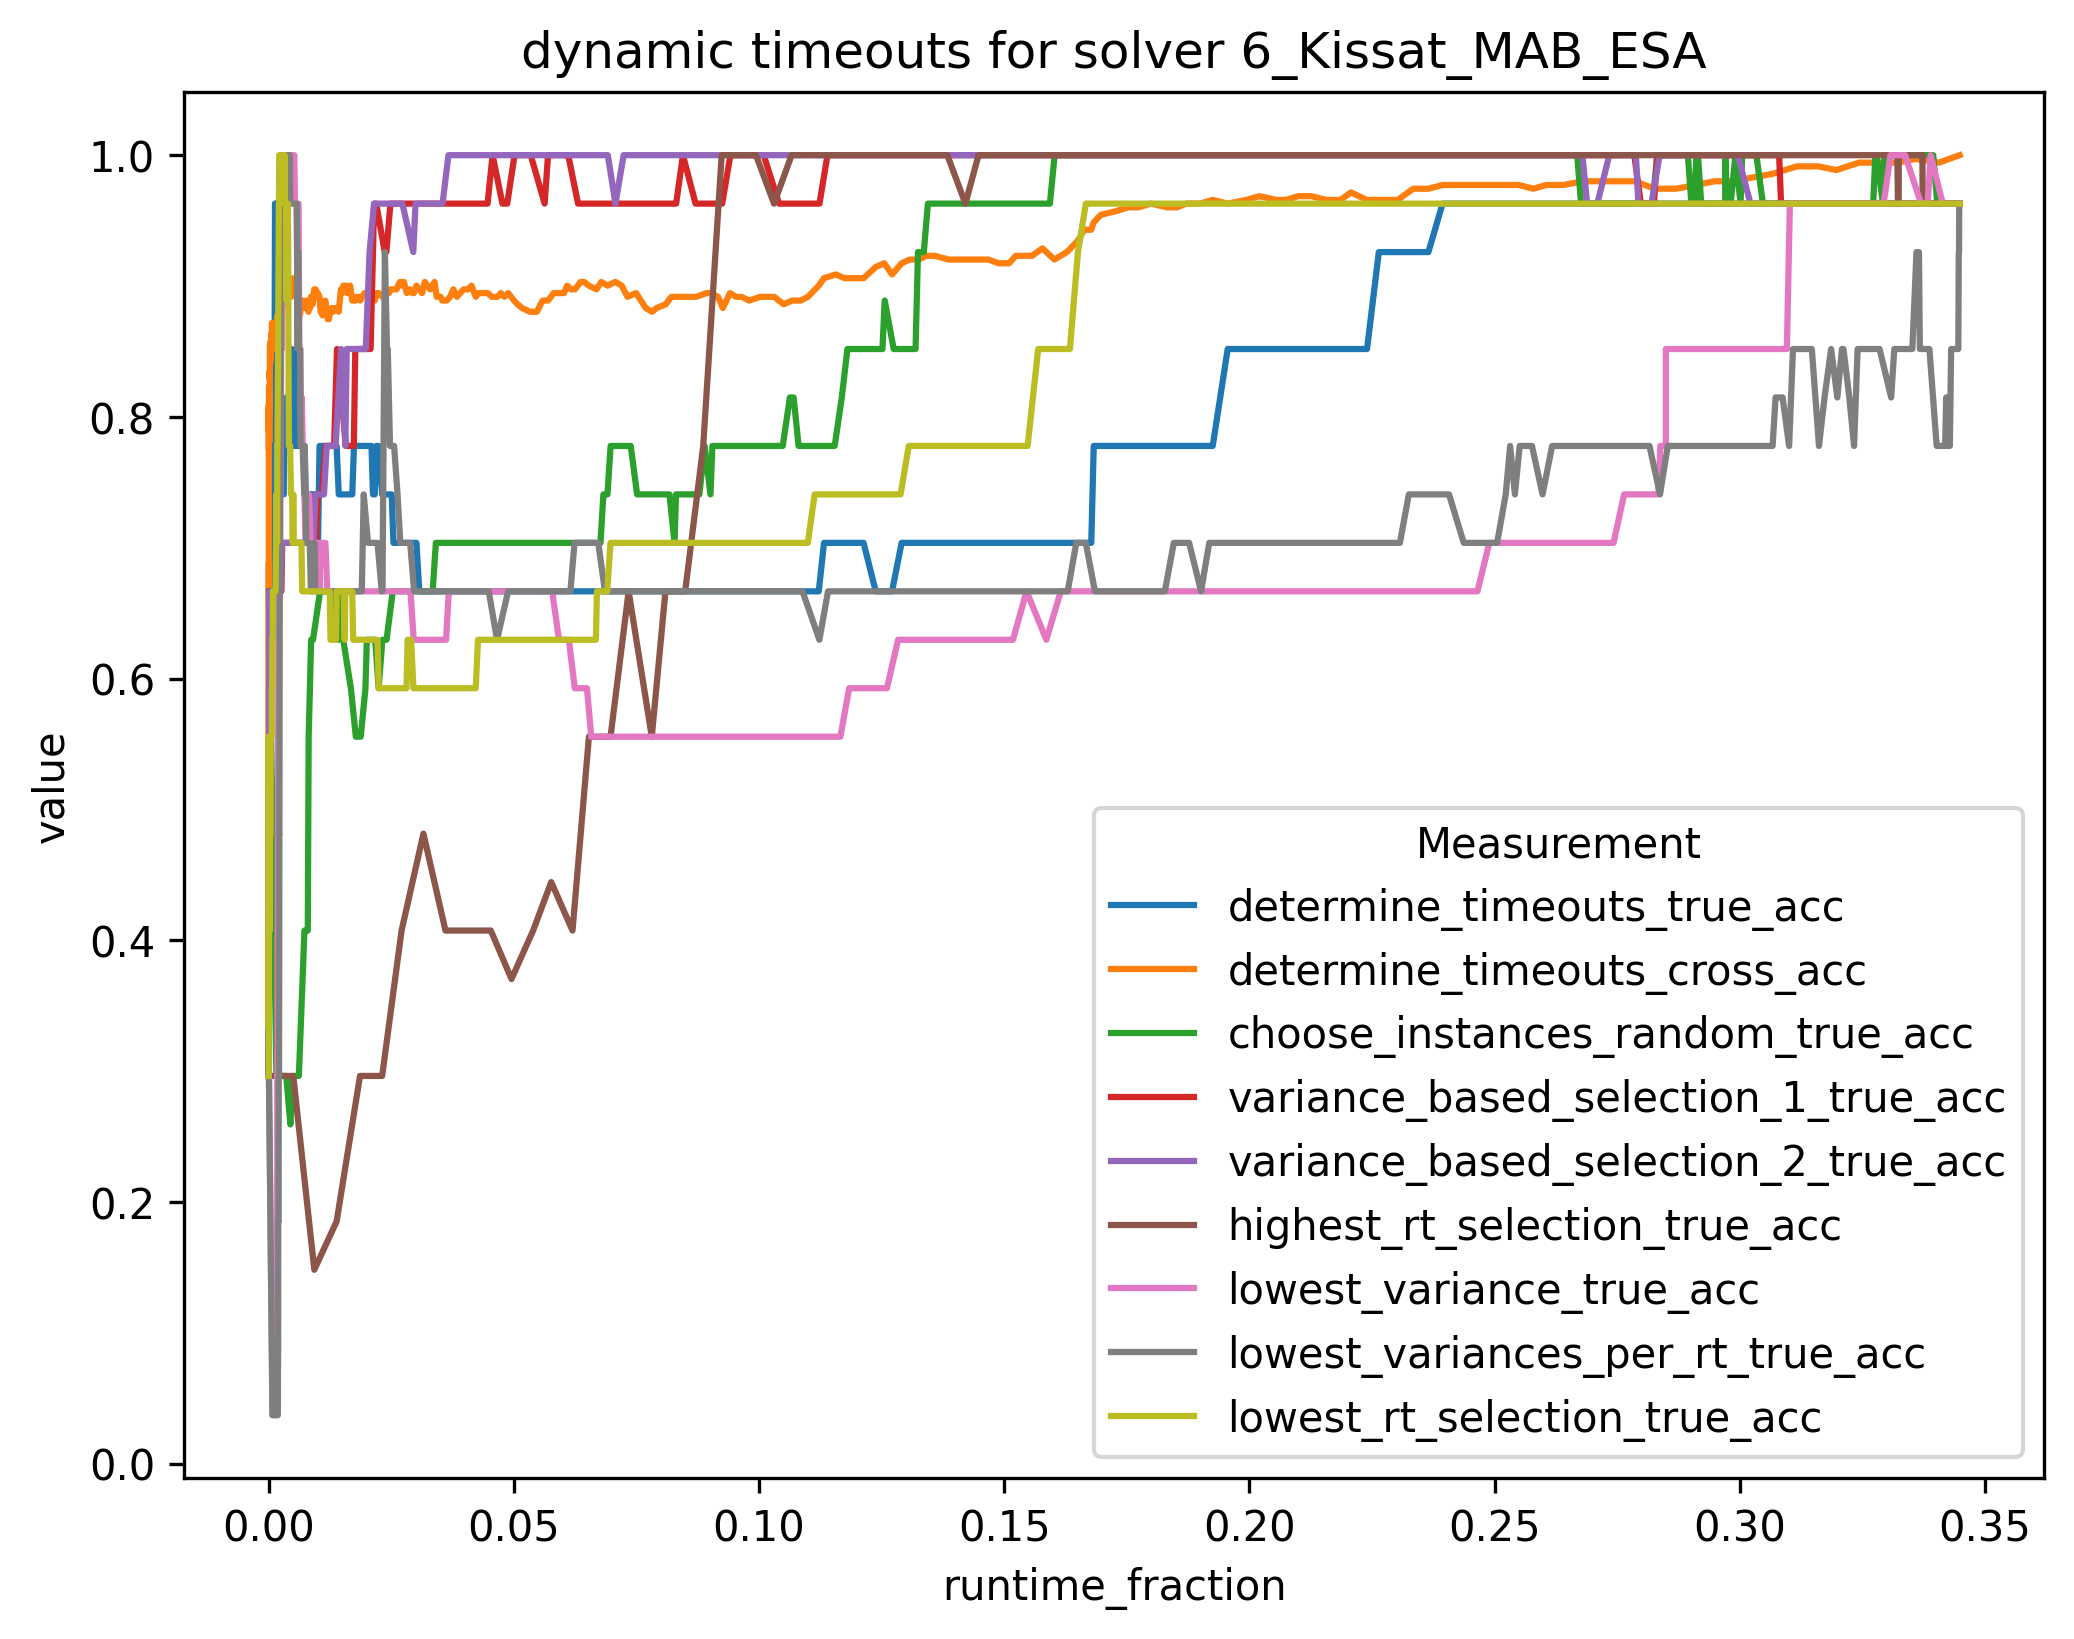 dynamic timeouts for solver 6_Kissat_MAB_ESA
1.0
0.8
0.6
0.4
0.2
0.0
value
Measurement
determine_timeouts_true_acc
determine_timeouts_cross_acc
choose_instances_random_true_acc
variance_based_selection_1_true_acc
variance_based_selection_2_true_acc
highest_rt_selection_true_acc
lowest_variance_true_acc
lowest_variances_per_rt_true_acc
lowest_rt_selection_true_acc
0.00 0.05 0.10 0.15 0.20 0.25 0.30 0.35
runtime_fraction